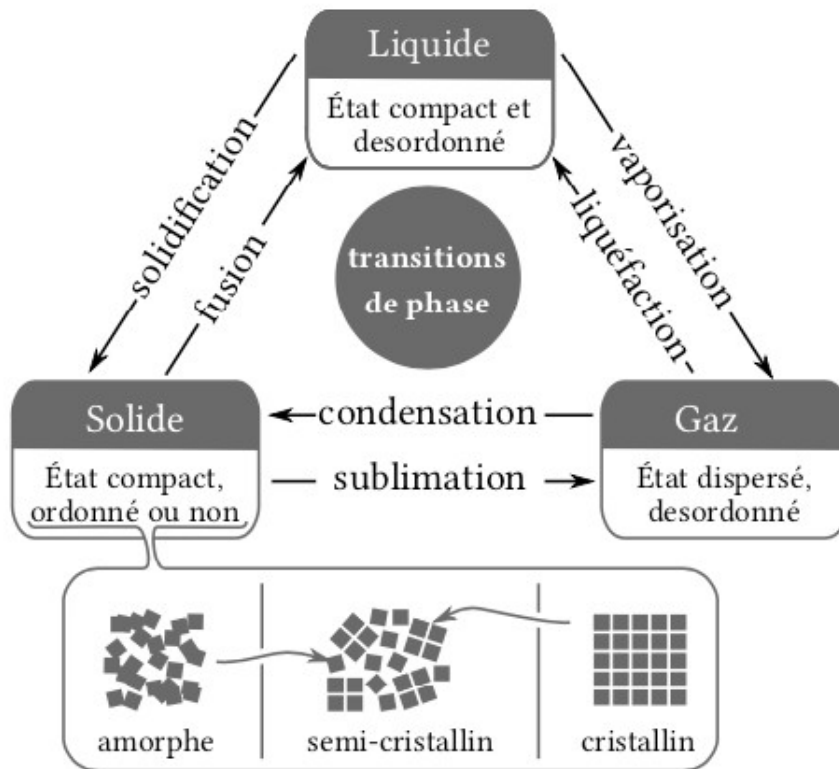 Liquide
État compact et
desordonné
solidification
fusion
transitions
de phase
liquéfaction
vaporisation
Solide
État compact,
ordonné ou non
condensation
sublimation
Gaz
État dispersé,
desordonné
amorphe
semi-cristallin
cristallin